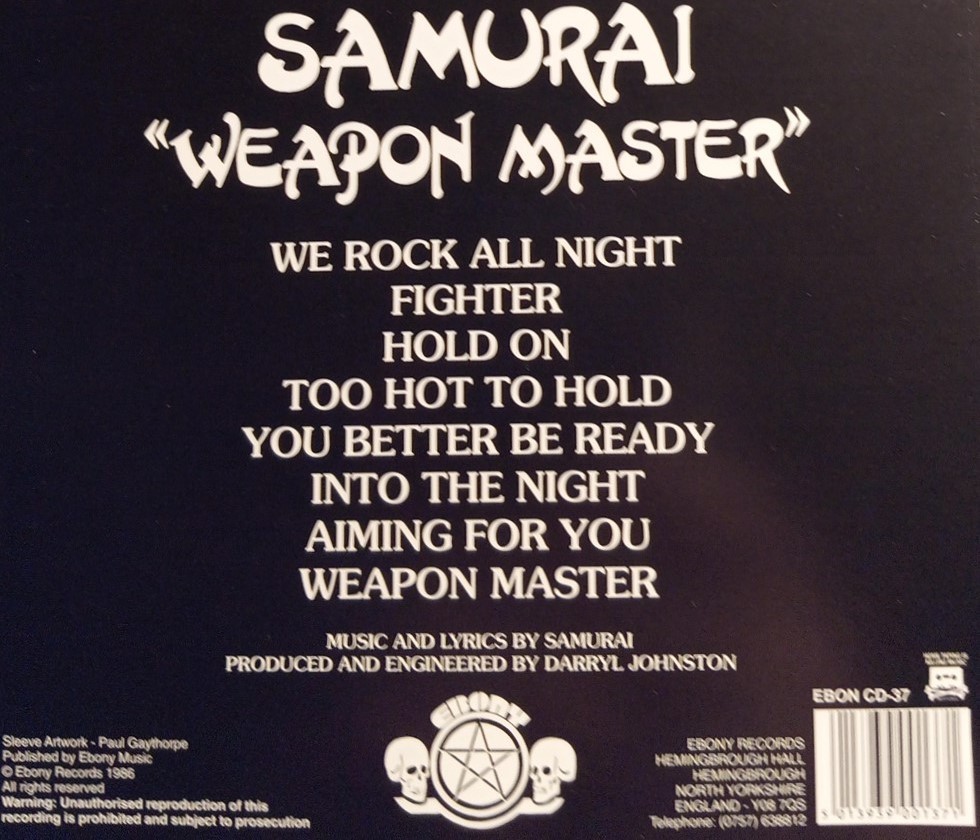 SAMURAI
“WEAPON MASTER”
WE ROCK ALL NIGHT
FIGHTER
HOLD ON
TOO HOT TO HOLD
YOU BETTER BE READY
INTO THE NIGHT
AIMING FOR YOU
WEAPON MASTER
MUSIC AND LYRICS BY SAMURAI
PRODUCED AND ENGINEERED BY DARRYL JOHNSTON
EBONY
Sleeve Artwork - Paul Gaythorpe
Published by Ebony Music
© Ebony Records 1986
All rights reserved
Warning: Unauthorised reproduction of this
recording is prohibited and subject to prosecution
EBONY RECORDS
HEMINGBROUGH HALL
HEMINGBROUGH
NORTH YORKSHIRE
ENGLAND - Y08 7QS
Telephone: (0757) 638812
EBON CD-37